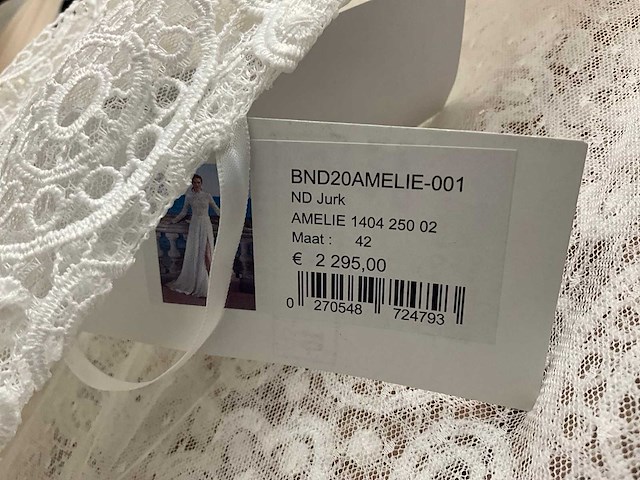 BND20AMELIE-001
ND Jurk
AMELIE 1404 250 02
Maat : 42
€ 2 295,00
0 270548 724793